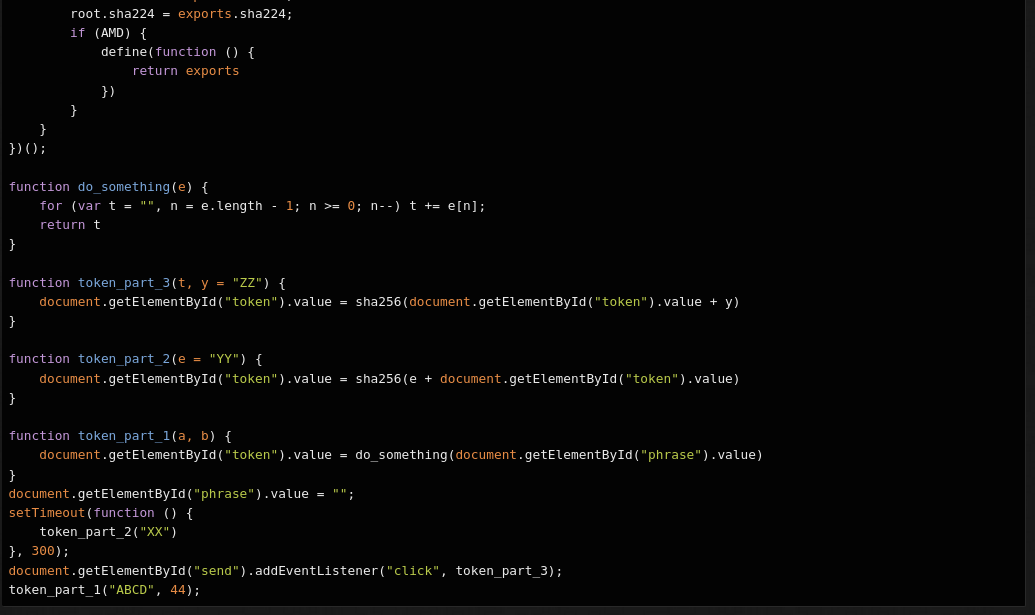 root.sha224 = exports.sha224;
        if (AMD) {
            define(function () {
                return exports
            })
        }
    }
})();

function do_something(e) {
    for (var t = "", n = e.length - 1; n >= 0; n--) t += e[n];
    return t
}

function token_part_3(t, y = "ZZ") {
    document.getElementById("token").value = sha256(document.getElementById("token").value + y)
}

function token_part_2(e = "YY") {
    document.getElementById("token").value = sha256(e + document.getElementById("token").value)
}

function token_part_1(a, b) {
    document.getElementById("token").value = do_something(document.getElementById("phrase").value)
}
document.getElementById("phrase").value = "";
setTimeout(function () {
    token_part_2("XX")
}, 300);
document.getElementById("send").addEventListener("click", token_part_3);
token_part_1("ABCD", 44);